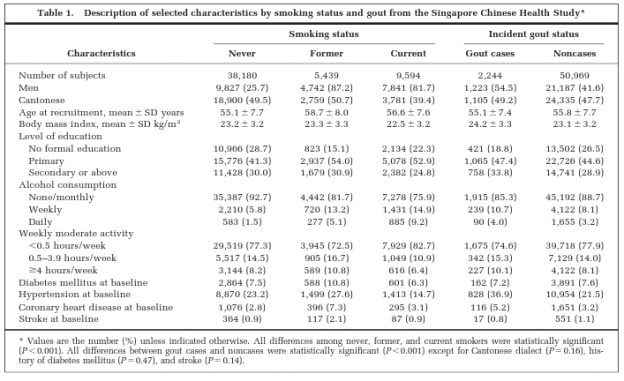 Table 1. Description of selected characteristics by smoking status and gout from the Singapore Chinese Health Study*
Smoking status Incident gout status
Characteristics Never Former Current Gout cases Noncases
Number of subjects 38,180 5,439 9,594 2,244 50,969
Men 9,827 (25.7) 4,742 (87.2) 7,841 (81.7) 1,223 (54.5) 21,187 (41.6)
Cantonese 18,900 (49.5) 2,759 (50.7) 3,781 (39.4) 1,105 (49.2) 24,335 (47.7)
Age at recruitment, mean ± SD years 55.1 ± 7.7 58.7 ± 8.0 56.6 ± 7.6 55.1 ± 7.4 55.8 ± 7.7
Body mass index, mean ± SD kg/m² 23.2 ± 3.2 23.3 ± 3.3 22.5 ± 3.2 24.2 ± 3.3 23.1 ± 3.2
Level of education
No formal education 10,966 (28.7) 823 (15.1) 2,134 (22.3) 421 (18.8) 13,502 (26.5)
Primary 15,776 (41.3) 2,937 (54.0) 5,078 (52.9) 1,065 (47.4) 22,726 (44.6)
Secondary or above 11,428 (30.0) 1,679 (30.9) 2,382 (24.8) 758 (33.8) 14,741 (28.9)
Alcohol consumption
None/monthly 35,387 (92.7) 4,442 (81.7) 7,278 (75.9) 1,915 (85.3) 45,192 (88.7)
Weekly 2,210 (5.8) 720 (13.2) 1,431 (14.9) 239 (10.7) 4,122 (8.1)
Daily 583 (1.5) 277 (5.1) 885 (9.2) 90 (4.0) 1,655 (3.2)
Weekly moderate activity
<0.5 hours/week 29,519 (77.3) 3,945 (72.5) 7,929 (82.7) 1,675 (74.6) 39,718 (77.9)
0.5–3.9 hours/week 5,517 (14.5) 905 (16.7) 1,049 (10.9) 342 (15.3) 7,129 (14.0)
≥4 hours/week 3,144 (8.2) 589 (10.8) 616 (6.4) 227 (10.1) 4,122 (8.1)
Diabetes mellitus at baseline 2,864 (7.5) 588 (10.8) 601 (6.3) 162 (7.2) 3,891 (7.6)
Hypertension at baseline 8,870 (23.2) 1,499 (27.6) 1,413 (14.7) 828 (36.9) 10,954 (21.5)
Coronary heart disease at baseline 1,076 (2.8) 396 (7.3) 295 (3.1) 116 (5.2) 1,651 (3.2)
Stroke at baseline 364 (0.9) 117 (2.1) 87 (0.9) 17 (0.8) 551 (1.1)
* Values are the number (%) unless indicated otherwise. All differences among never, former, and current smokers were statistically significant
(P<0.001). All differences between gout cases and noncases were statistically significant (P<0.001) except for Cantonese dialect (P=0.16), his-
tory of diabetes mellitus (P=0.47), and stroke (P=0.14).